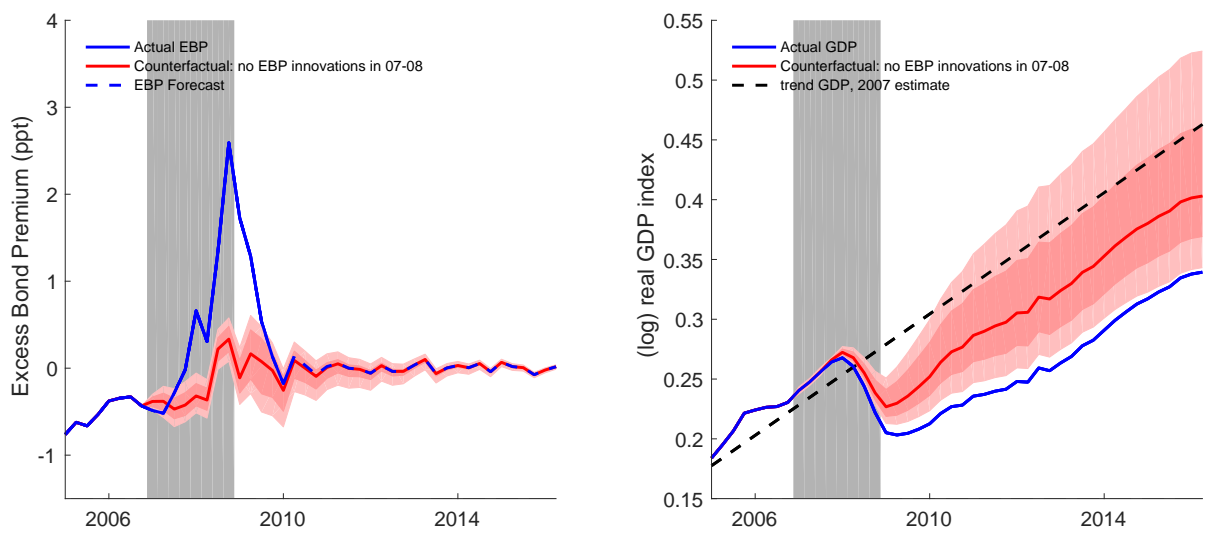 4
3
2
1
0
-1
Excess Bond Premium (ppt)
Actual EBP
Counterfactual: no EBP innovations in 07-08
EBP Forecast
2006
2010
2014
0.55
0.5
0.45
0.4
0.35
0.3
0.25
0.2
0.15
(log) real GDP index
Actual GDP
Counterfactual: no EBP innovations in 07-08
trend GDP, 2007 estimate
2006
2010
2014